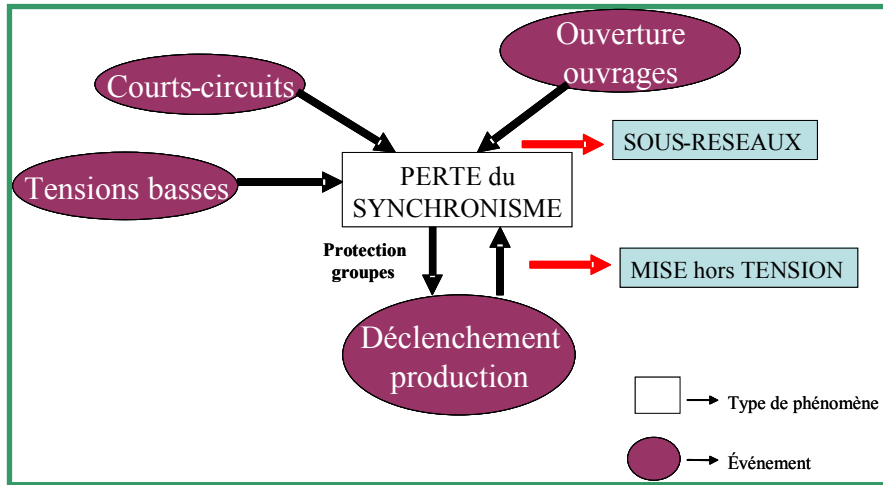 Ouverture
ouvrages
Courts-circuits
SOUS-RESEAUX
PERTE du
SYNCHRONISME
Tensions basses
Protection
groupes
MISE hors TENSION
Déclenchement
production
Type de phénomène
Événement